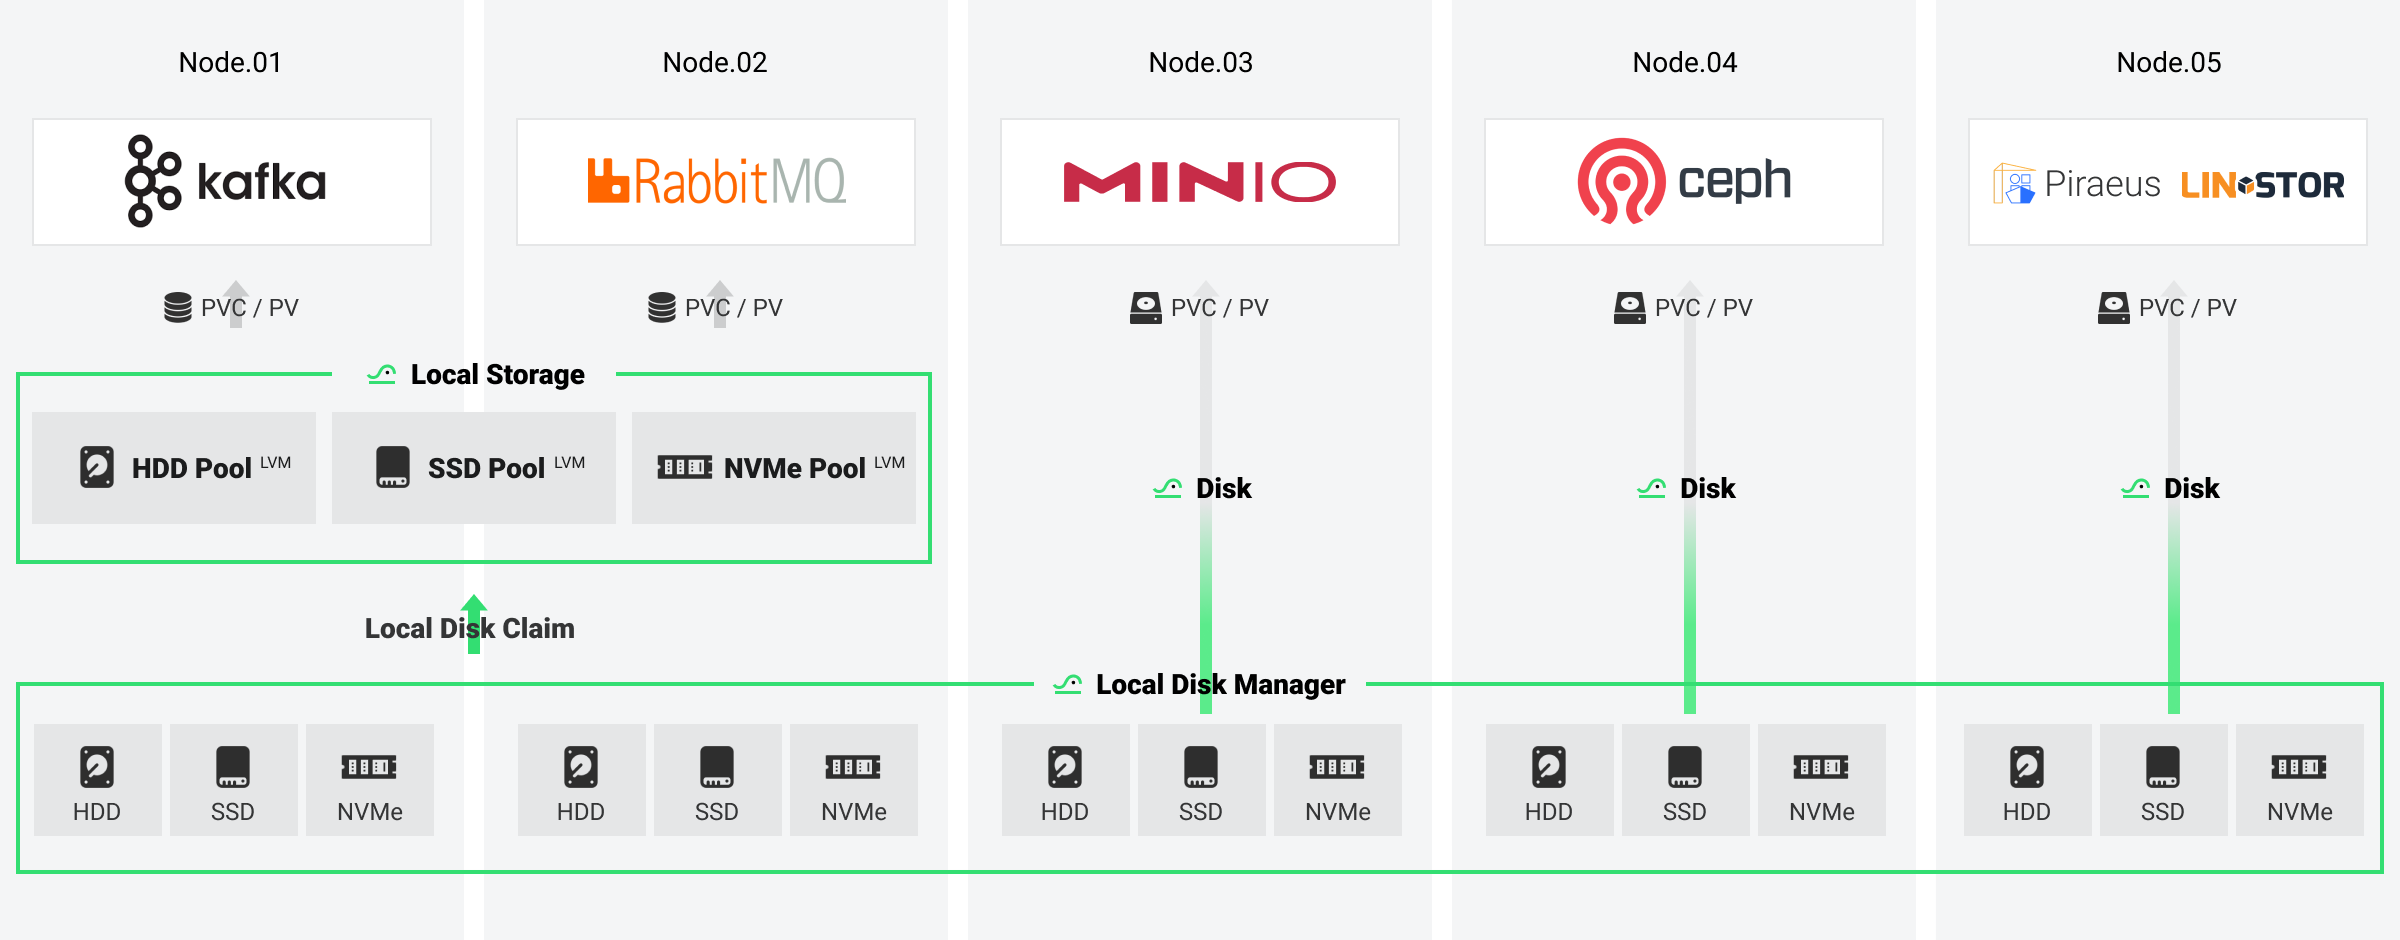 Node.01
Node.02
Node.03
Node.04
Node.05
kafka
RabbitMQ
MINIO
ceph
Piraeus LINSTOR
PVC / PV
PVC / PV
PVC / PV
PVC / PV
PVC / PV
Local Storage
HDD Pool LVM
SSD Pool LVM
NVMe Pool LVM
Disk
Disk
Disk
Local Disk Claim
Local Disk Manager
HDD
SSD
NVMe
HDD
SSD
NVMe
HDD
SSD
NVMe
HDD
SSD
NVMe
HDD
SSD
NVMe